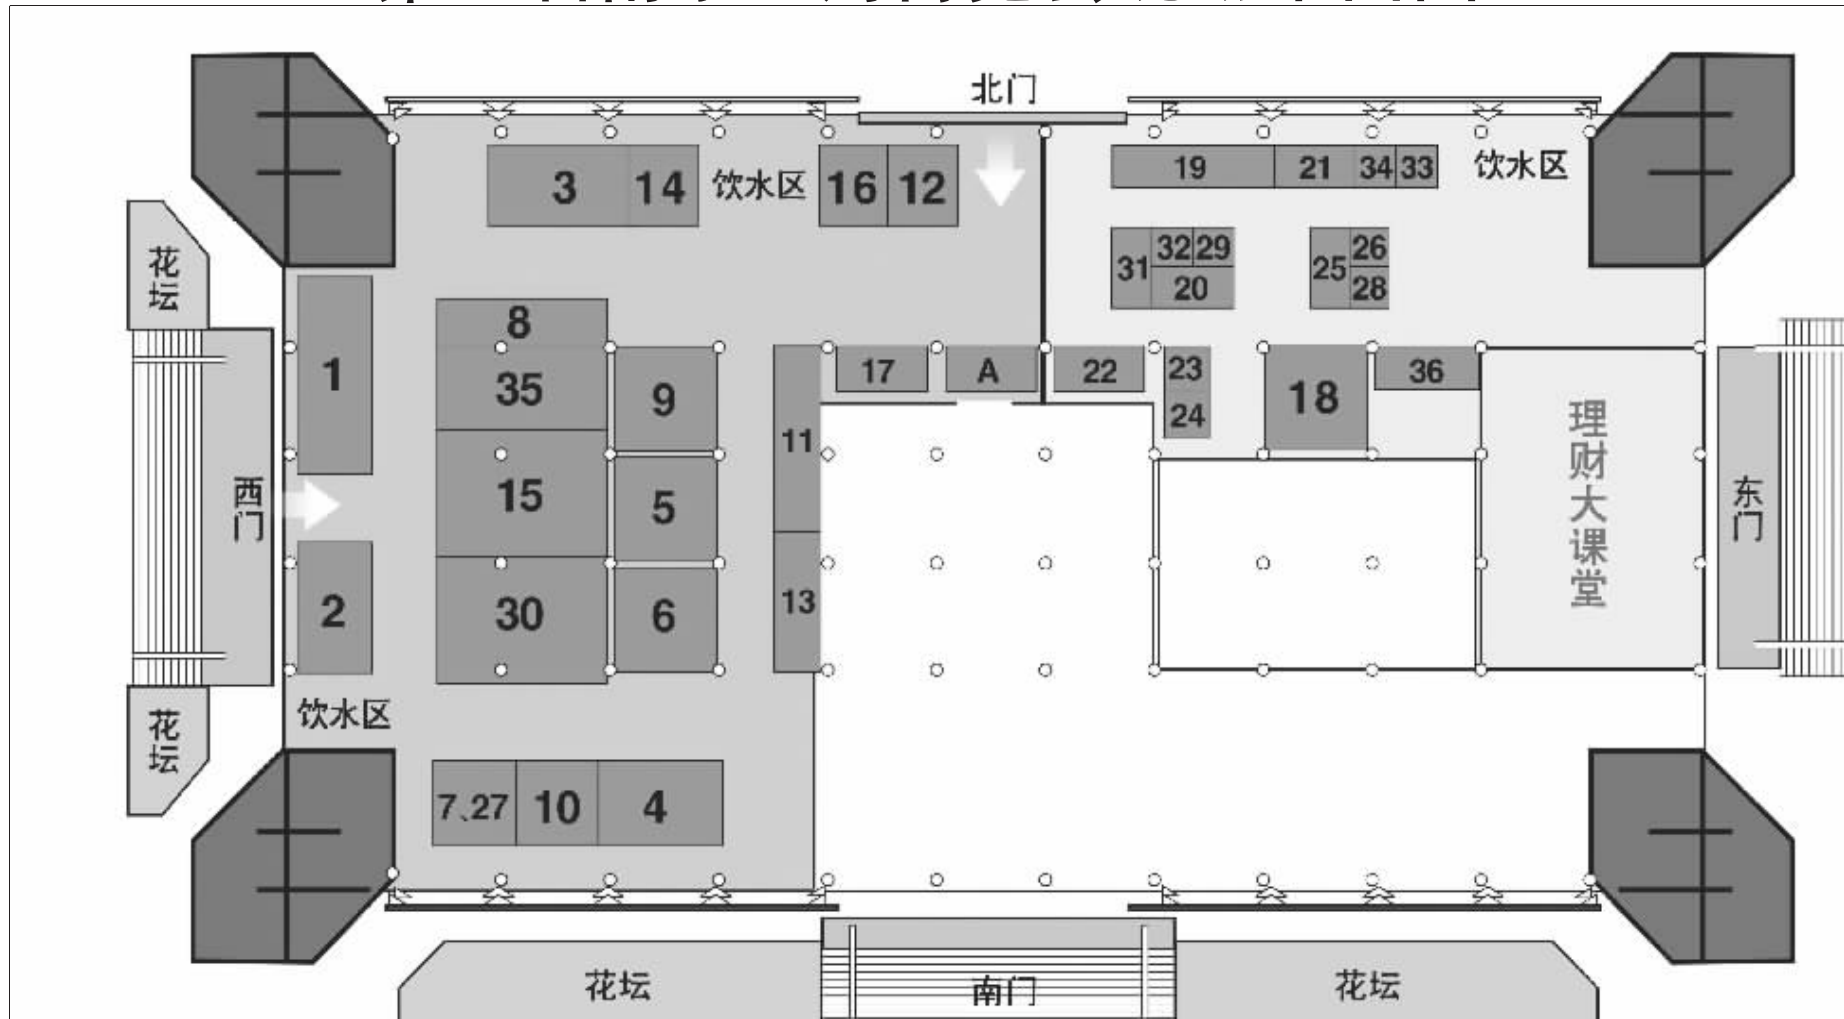 北门
3 14 饮水区 16 12 19 21 34 33 饮水区
31 32 29 25 26
20 28
花坛
1 8
35 9 11 17 A 22 23 18 36
24
西门 15 5 理财大课堂 东门
2 30 6 13
饮水区
花坛
7、27 10 4
花坛 南门 花坛